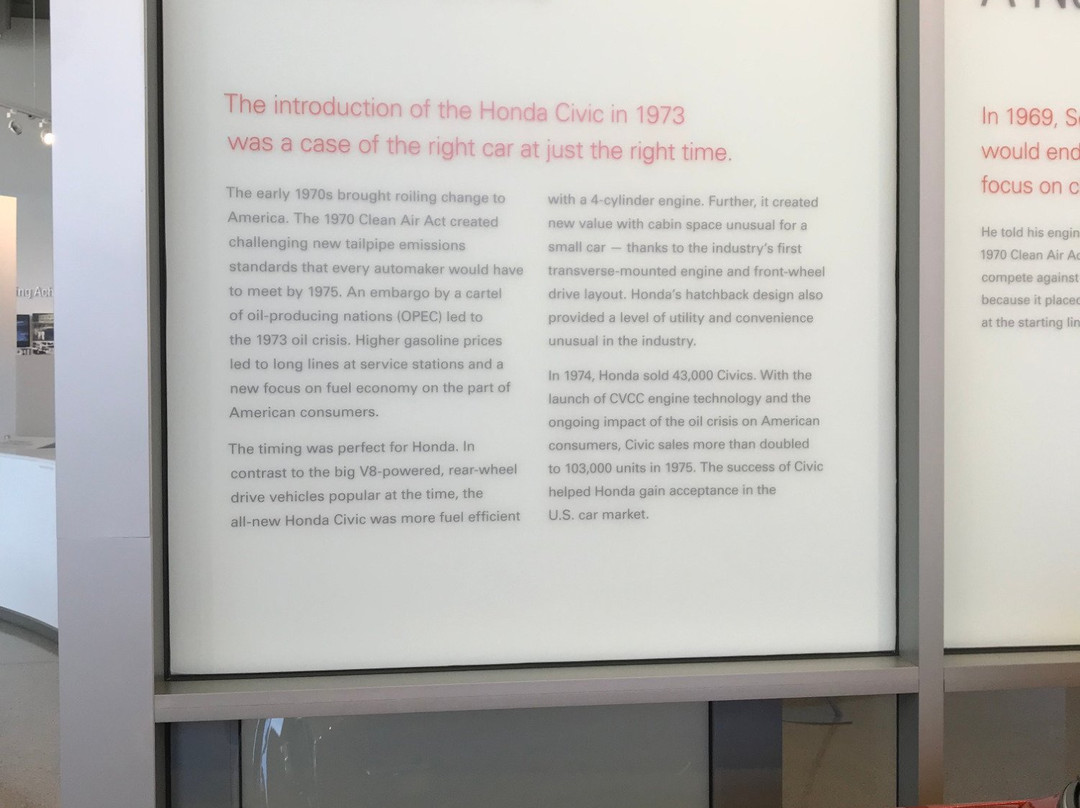 The introduction of the Honda Civic in 1973
was a case of the right car at just the right time.
The early 1970s brought roiling change to
America. The 1970 Clean Air Act created
challenging new tailpipe emissions
standards that every automaker would have
to meet by 1975. An embargo by a cartel
of oil-producing nations (OPEC) led to
the 1973 oil crisis. Higher gasoline prices
led to long lines at service stations and a
new focus on fuel economy on the part of
American consumers.
The timing was perfect for Honda. In
contrast to the big V8-powered, rear-wheel
drive vehicles popular at the time, the
all-new Honda Civic was more fuel efficient
with a 4-cylinder engine. Further, it created
new value with cabin space unusual for a
small car — thanks to the industry's first
transverse-mounted engine and front-wheel
drive layout. Honda's hatchback design also
provided a level of utility and convenience
unusual in the industry.
In 1974, Honda sold 43,000 Civics. With the
launch of CVCC engine technology and the
ongoing impact of the oil crisis on American
consumers, Civic sales more than doubled
to 103,000 units in 1975. The success of Civic
helped Honda gain acceptance in the
U.S. car market.
In 1969,
would end
focus on
He told his
1970 Clean Air
compete against
because it placed
at the starting